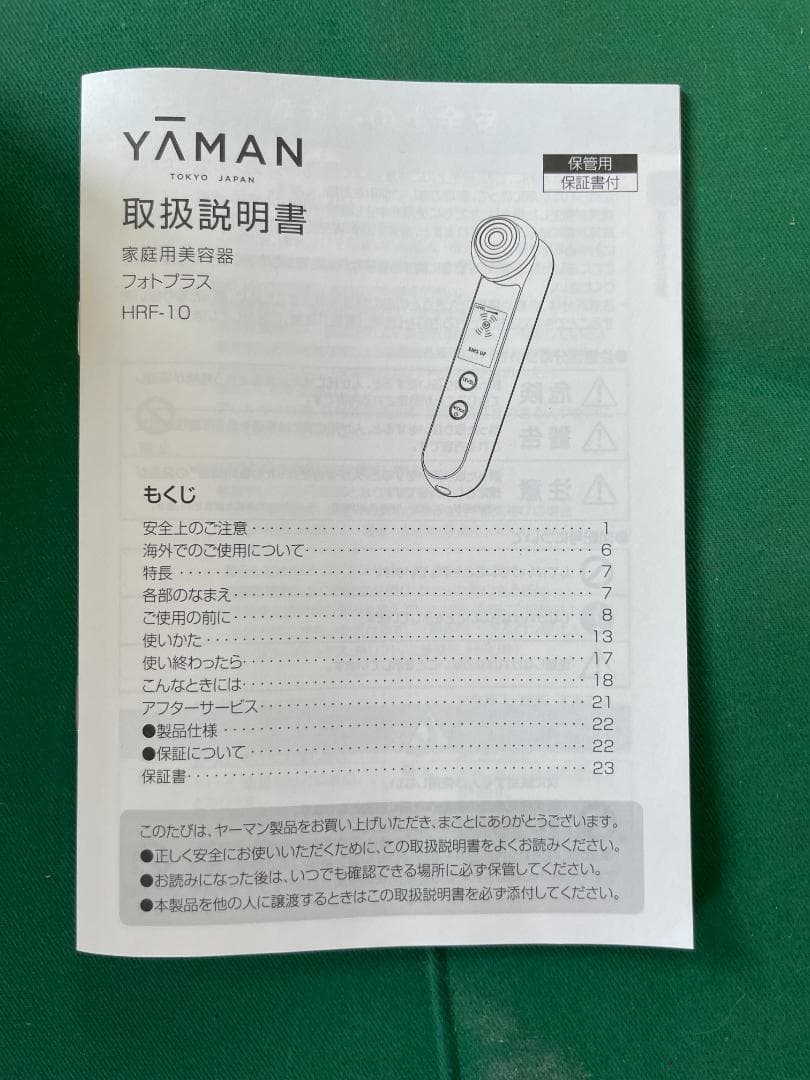 YĀMAN
TOKYO JAPAN
保管用
保証書付
取扱説明書
家庭用美容器
フォトプラス
HRF-10
LEVEL
EMS UP
LEVEL
MODE
もくじ
安全上のご注意 1
海外でのご使用について 6
特長 7
各部のなまえ 7
ご使用の前に 8
使いかた 13
使い終わったら 17
こんなときには 18
アフターサービス 21
●製品仕様 22
●保証について 22
保証書 23
このたびは、ヤーマン製品をお買い上げいただき、まことにありがとうございます。
●正しく安全にお使いいただくために、この取扱説明書をよくお読みください。
●お読みになった後は、いつでも確認できる場所に必ず保管してください。
●本製品を他の人に譲渡するときはこの取扱説明書を必ず添付してください。
危険
警告
注意